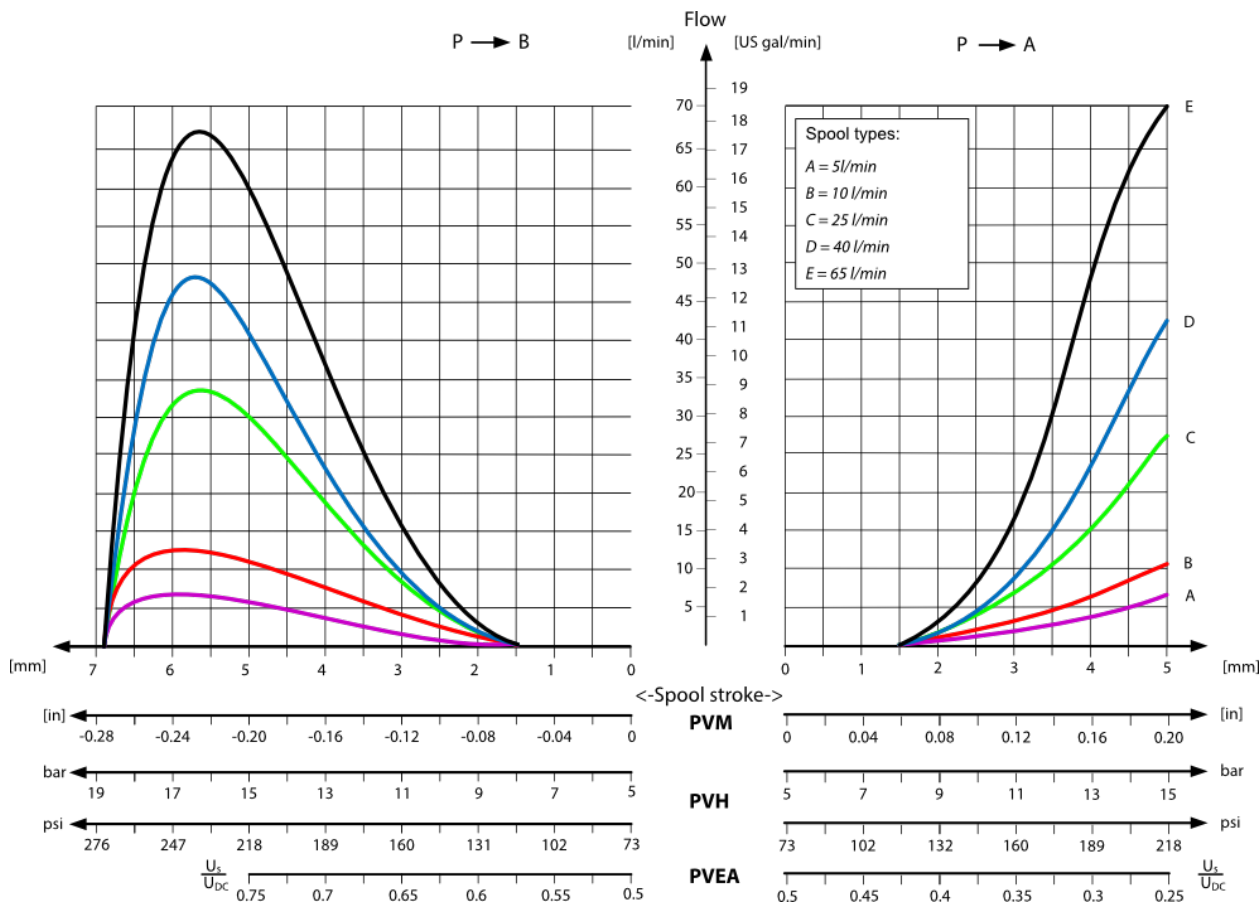 Flow
P B
[l/min]
[US gal/min]
P A
70
65
60
55
50
45
40
35
30
25
20
15
10
5
19
18
17
16
15
14
13
12
11
10
9
8
7
6
5
4
3
2
1
Spool types:
A = 5l/min
B = 10 l/min
C = 25 l/min
D = 40 l/min
E = 65 l/min
E
D
C
B
A
[mm] 7 6 5 4 3 2 1 0
0 1 2 3 4 5 [mm]
<-Spool stroke->
[in] -0.28 -0.24 -0.20 -0.16 -0.12 -0.08 -0.04 0
PVM
0 0.04 0.08 0.12 0.16 0.20 [in]
bar 19 17 15 13 11 9 7 5
5 7 9 11 13 15 bar
PVH
psi 276 247 218 189 160 131 102 73
73 102 132 160 189 218 psi
Us
UDC
0.75 0.7 0.65 0.6 0.55 0.5
PVEA
0.5 0.45 0.4 0.35 0.3 0.25
Us
UDC